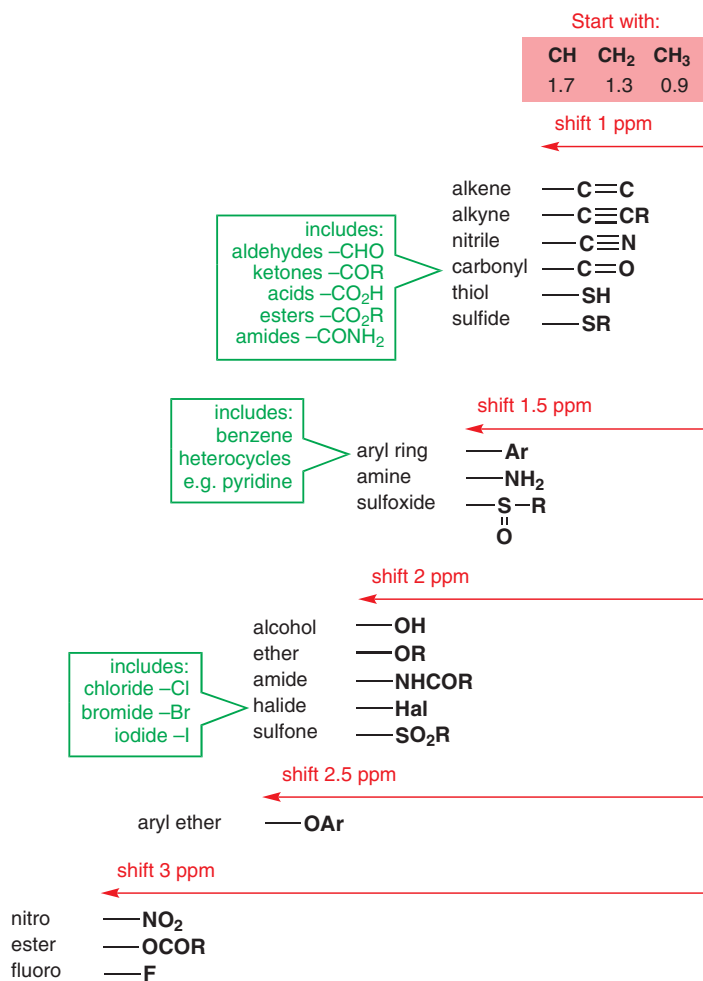 Start with:
CH CH₂ CH₃
1.7 1.3 0.9
shift 1 ppm
alkene C=C
alkyne C≡CR
nitrile C≡N
carbonyl C=O
thiol SH
sulfide SR
includes:
aldehydes –CHO
ketones –COR
acids –CO₂H
esters –CO₂R
amides –CONH₂
shift 1.5 ppm
includes:
benzene
heterocycles
e.g. pyridine
aryl ring Ar
amine NH₂
sulfoxide S–R
O
shift 2 ppm
alcohol OH
ether OR
amide NHCOR
halide Hal
sulfone SO₂R
includes:
chloride –Cl
bromide –Br
iodide –I
shift 2.5 ppm
aryl ether OAr
shift 3 ppm
nitro NO₂
ester OCOR
fluoro F